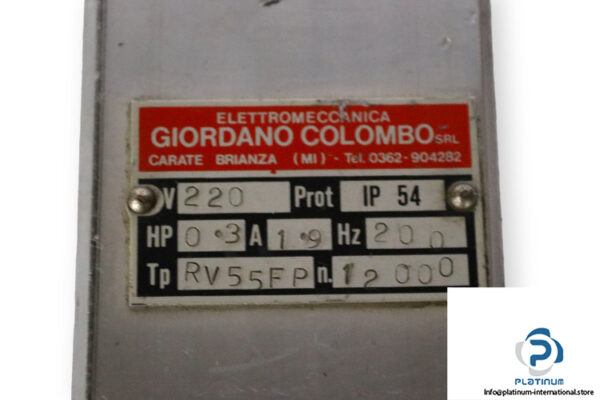 ELETTROMECCANICA
GIORDANO COLOMBO SRL
CARATE BRIANZA (MI) - Tel. 0362-904282
V 220 Prot IP 54
HP 0.3 A 1.9 Hz 200
Tp RV55FP n. 12000
PLATINUM
Info@platinum-international.store